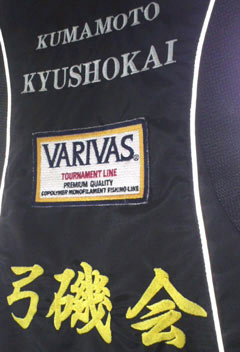 KUMAMOTO
KYUSHOKAI
VARIVAS®
TOURNAMENT LINE
PREMIUM QUALITY
COPOLYMER MONOFILAMENT FISHING LINE
弓磯会